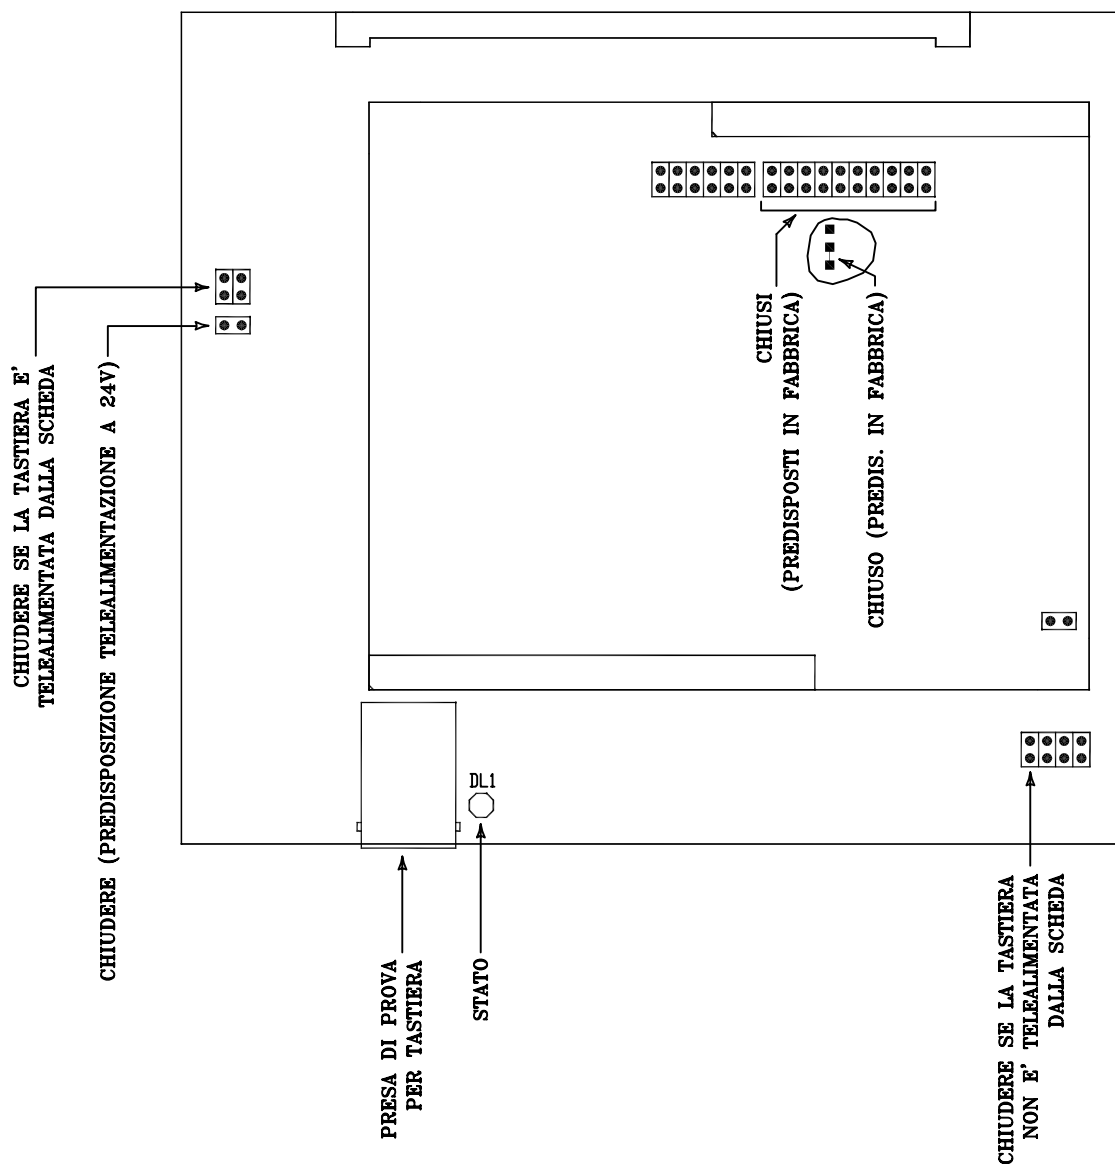 CHIUDERE SE LA TASTIERA E'
TELEALIMENTATA DALLA SCHEDA
CHIUDERE (PREDISPOSIZIONE TELEALIMENTAZIONE A 24V)
CHIUSI
(PREDISPOSTI IN FABBRICA)
CHIUSO (PREDIS. IN FABBRICA)
DL1
PRESA DI PROVA
PER TASTIERA
STATO
CHIUDERE SE LA TASTIERA
NON E' TELEALIMENTATA
DALLA SCHEDA